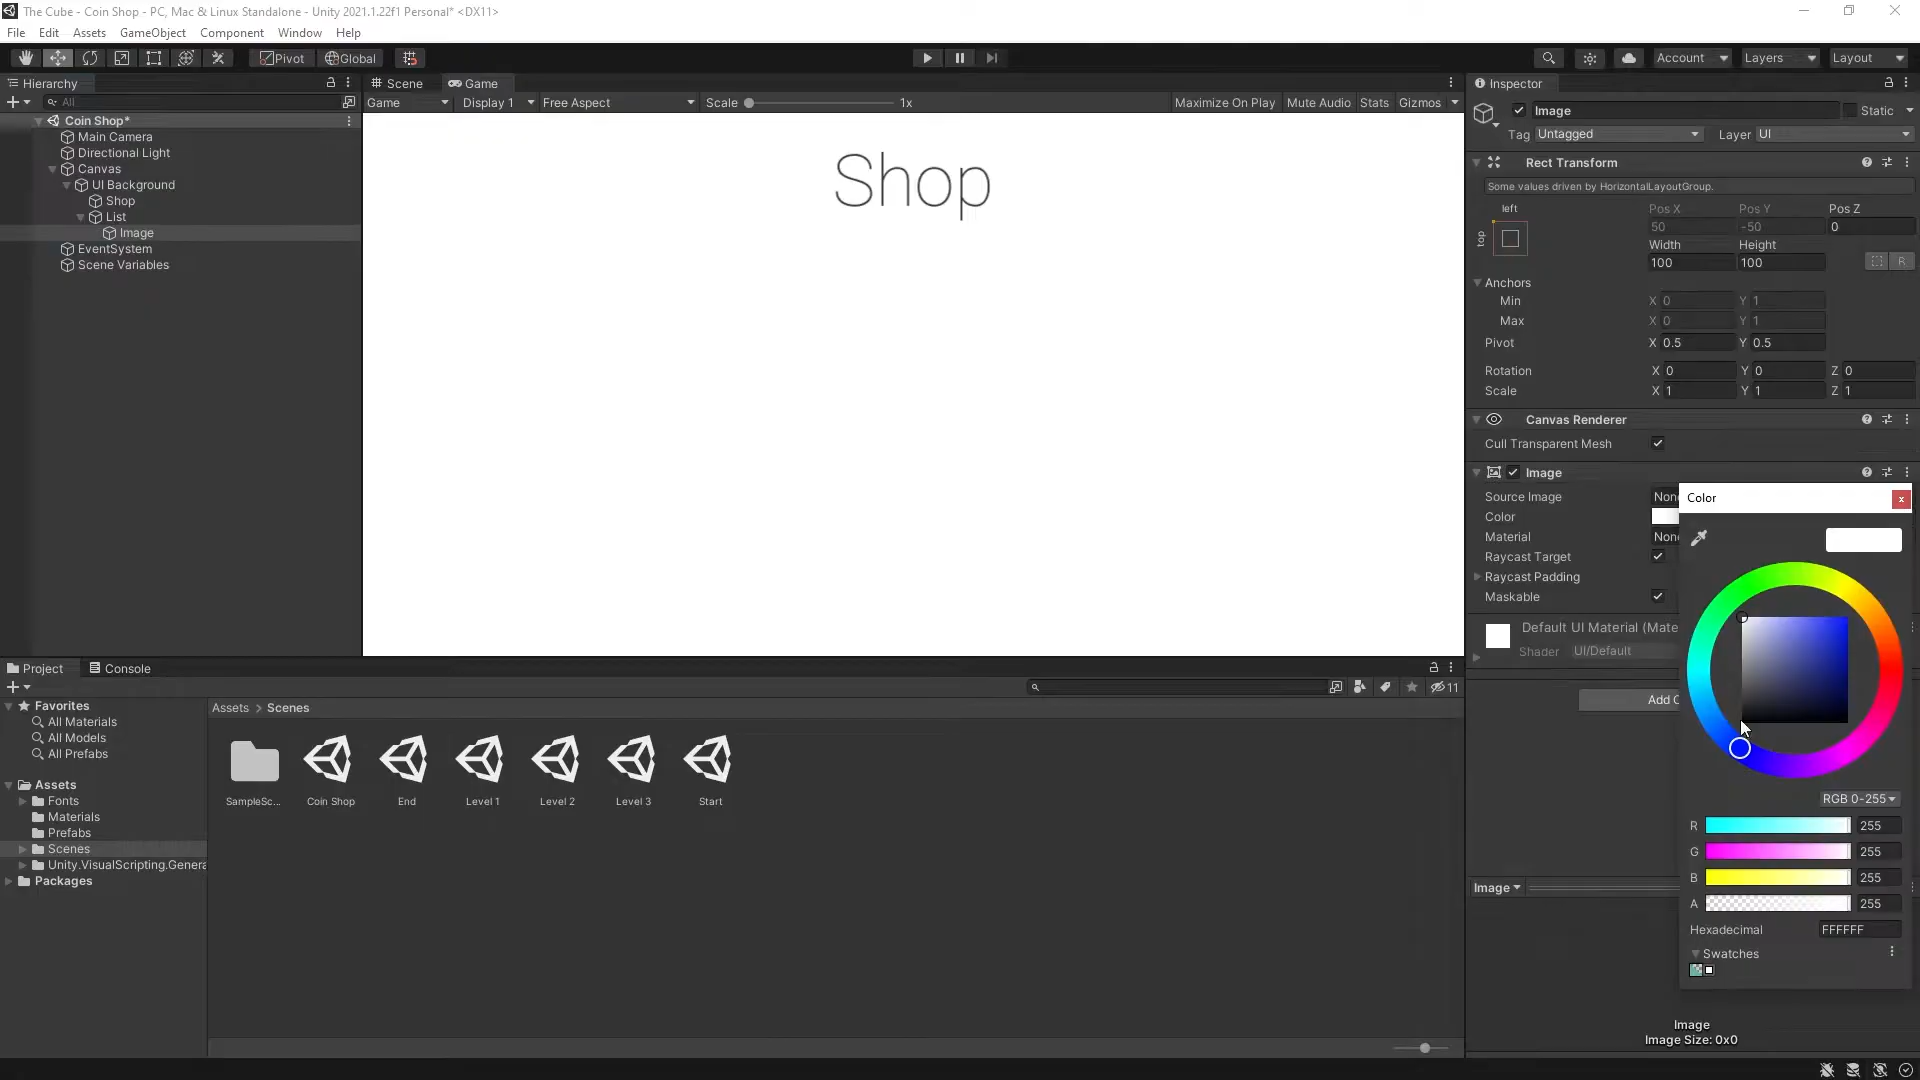 The Cube - Coin Shop - PC, Mac & Linux Standalone - Unity 2021.1.22f1 Personal* <DX11>
File Edit Assets GameObject Component Window Help
Pivot Global Account Layers Layout
Hierarchy
All
Coin Shop*
Main Camera
Directional Light
Canvas
UI Background
Shop
List
Image
EventSystem
Scene Variables
Scene Game
Game Display 1 Free Aspect Scale 1x Maximize On Play Mute Audio Stats Gizmos
Shop
Inspector
Image Static
Tag Untagged Layer UI
Rect Transform
Some values driven by HorizontalLayoutGroup.
left Pos X Pos Y Pos Z
top 50 -50 0
Width Height
100 100 R
Anchors
Min X 0 Y 1
Max X 0 Y 1
Pivot X 0.5 Y 0.5
Rotation X 0 Y 0 Z 0
Scale X 1 Y 1 Z 1
Canvas Renderer
Cull Transparent Mesh
Image
Source Image
Color
Material
Raycast Target
Raycast Padding
Maskable
Default UI Material (Mate
Shader UI/Default
Color x
RGB 0-255
R 255
G 255
B 255
A 255
Hexadecimal FFFFFF
Swatches
Image
Image
Image Size: 0x0
Project Console
11
Favorites
All Materials
All Models
All Prefabs
Assets
Fonts
Materials
Prefabs
Scenes
Unity.VisualScripting.Genera
Packages
Assets > Scenes
SampleSc... Coin Shop End Level 1 Level 2 Level 3 Start